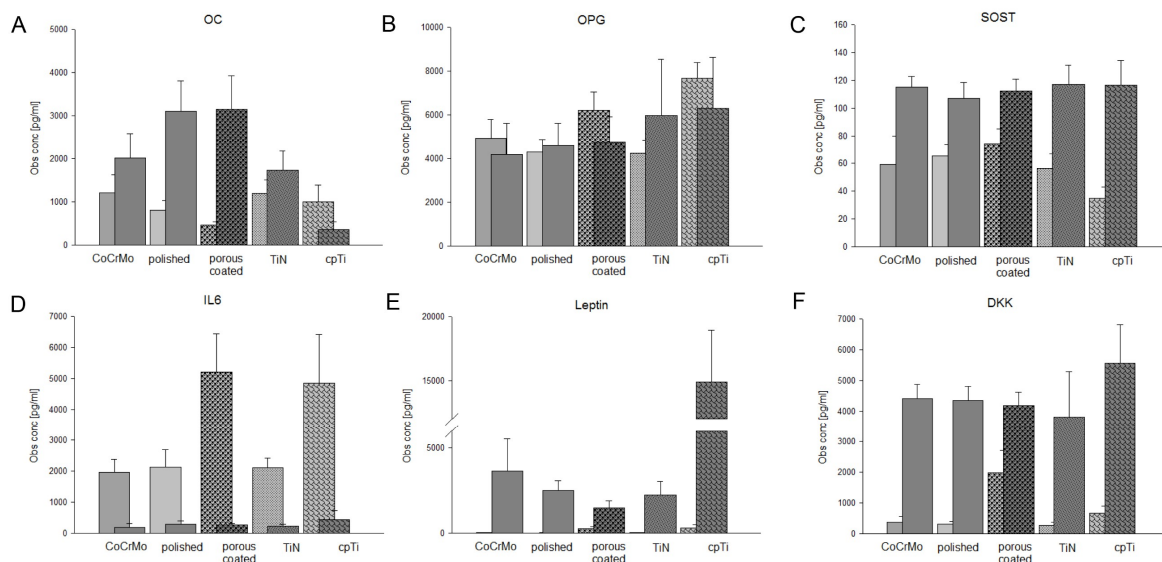 A
OC
Obs conc [pg/ml]
6000
5000
4000
3000
2000
1000
0
CoCrMo polished porous coated TiN cpTi
B
OPG
Obs conc [pg/ml]
10000
8000
6000
4000
2000
0
CoCrMo polished porous coated TiN cpTi
C
SOST
Obs conc [pg/ml]
160
140
120
100
80
60
40
20
0
CoCrMo polished porous coated TiN cpTi
D
IL6
Obs conc [pg/ml]
7000
6000
5000
4000
3000
2000
1000
0
CoCrMo polished porous coated TiN cpTi
E
Leptin
Obs conc [pg/ml]
20000
15000
5000
0
CoCrMo polished porous coated TiN cpTi
F
DKK
Obs conc [pg/ml]
7000
6000
5000
4000
3000
2000
1000
0
CoCrMo polished porous coated TiN cpTi